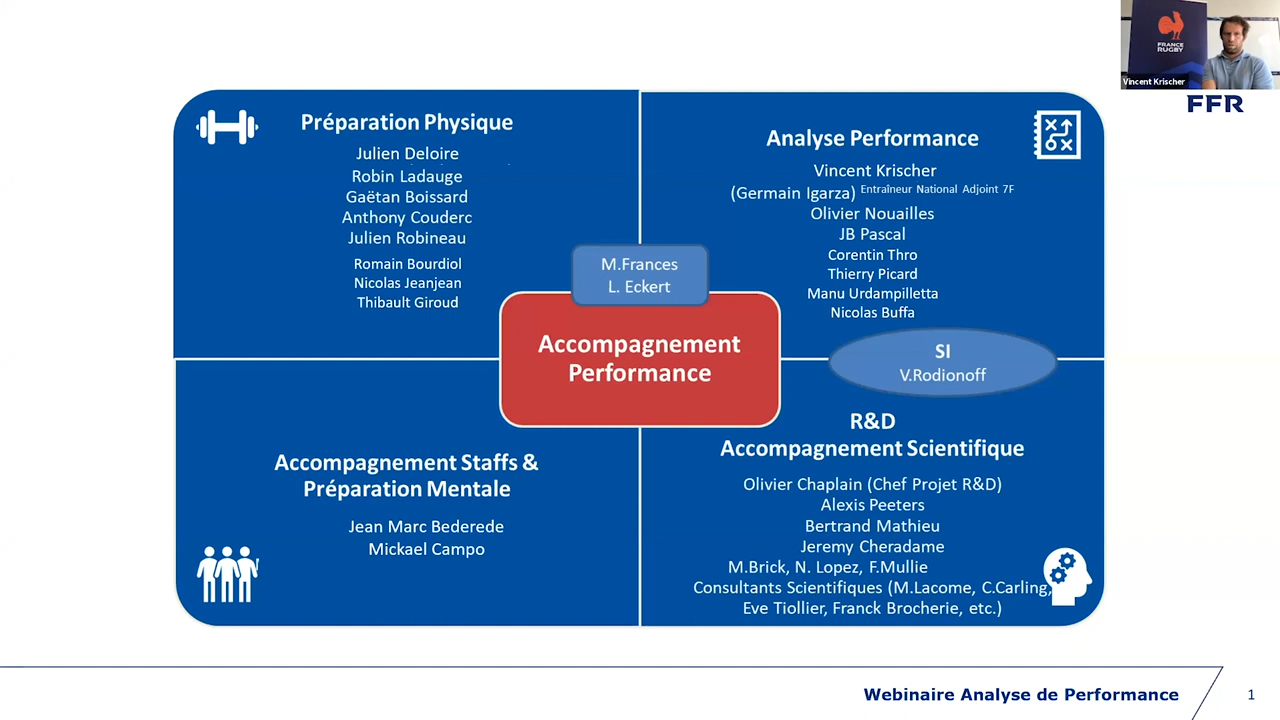 FRANCE
RUGBY
Vincent Krischer
FFR
Préparation Physique
Julien Deloire
Robin Ladauge
Gaëtan Boissard
Anthony Couderc
Julien Robineau
Romain Bourdiol
Nicolas Jeanjean
Thibault Giroud
Analyse Performance
Vincent Krischer
(Germain Igarza) Entraîneur National Adjoint 7F
Olivier Nouailles
JB Pascal
Corentin Thro
Thierry Picard
Manu Urdampilletta
Nicolas Buffa
M.Frances
L. Eckert
Accompagnement
Performance
SI
V.Rodionoff
Accompagnement Staffs &
Préparation Mentale
Jean Marc Bederede
Mickael Campo
R&D
Accompagnement Scientifique
Olivier Chaplain (Chef Projet R&D)
Alexis Peeters
Bertrand Mathieu
Jeremy Cheradame
M.Brick, N. Lopez, F.Mullie
Consultants Scientifiques (M.Lacome, C.Carling,
Eve Tiollier, Franck Brocherie, etc.)
Webinaire Analyse de Performance
1